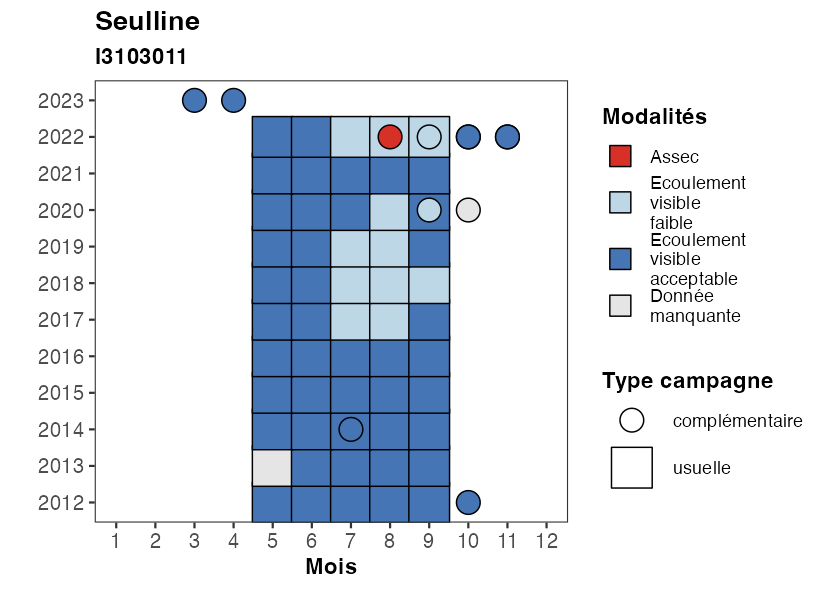 Seulline
I3103011
2023
2022
2021
2020
2019
2018
2017
2016
2015
2014
2013
2012
1 2 3 4 5 6 7 8 9 10 11 12
Mois
Modalités
Assec
Ecoulement
visible
faible
Ecoulement
visible
acceptable
Donnée
manquante
Type campagne
complémentaire
usuelle